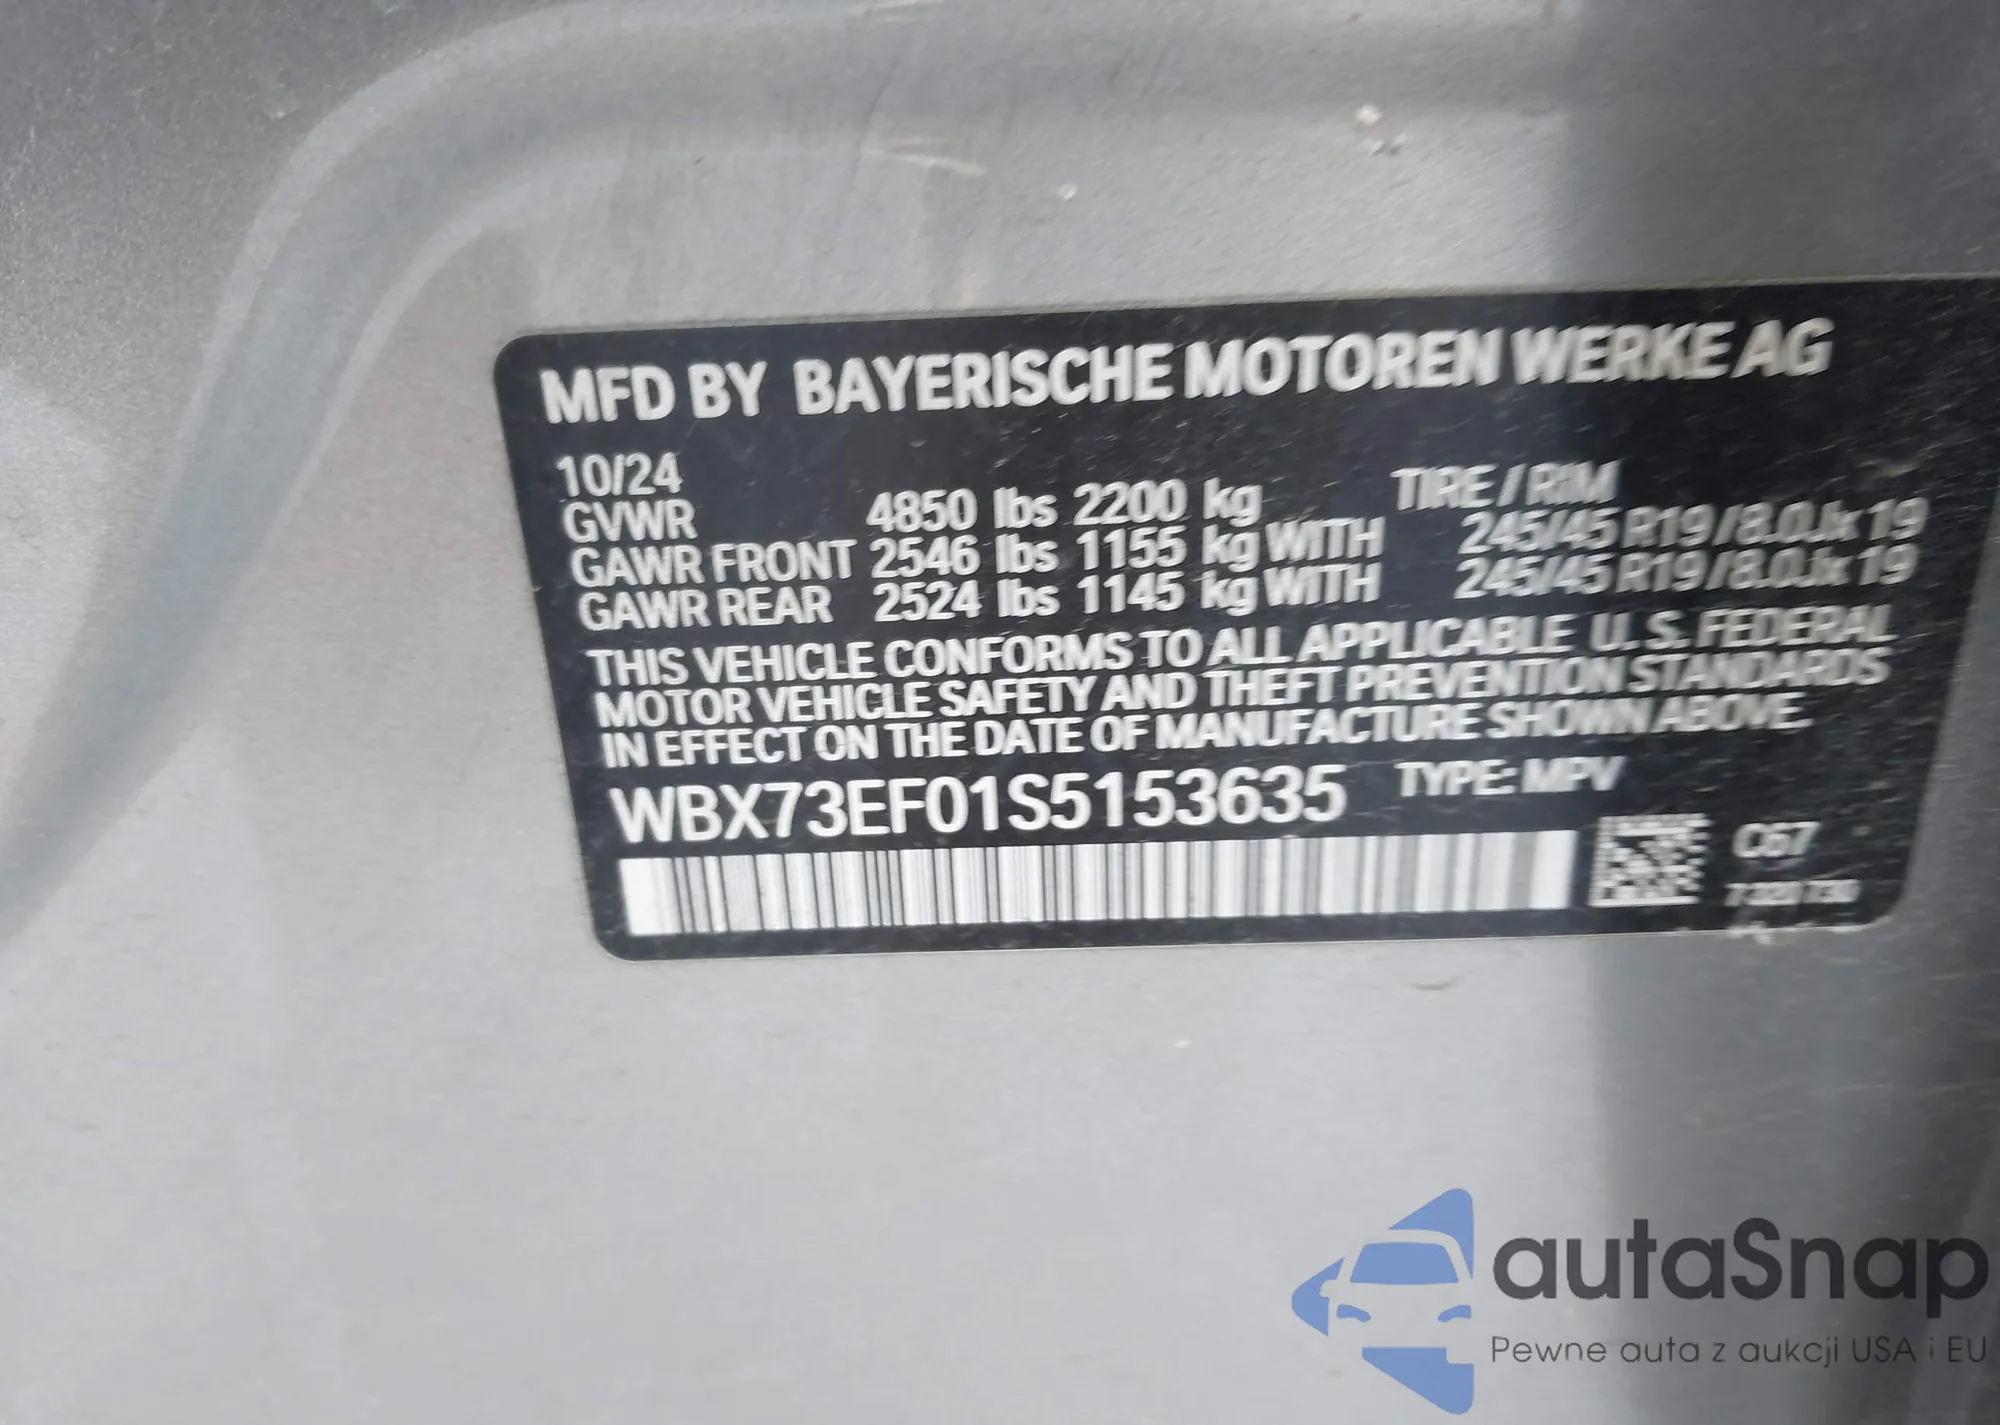 MFD BY BAYERISCHE MOTOREN WERKE AG
10/24
TIRE / RIM
GVWR 4850 lbs 2200 kg
GAWR FRONT 2546 lbs 1155 kg WITH 245/45 R19 / 8.0Jx19
GAWR REAR 2524 lbs 1145 kg WITH 245/45 R19 / 8.0Jx19
THIS VEHICLE CONFORMS TO ALL APPLICABLE U.S. FEDERAL
MOTOR VEHICLE SAFETY AND THEFT PREVENTION STANDARDS
IN EFFECT ON THE DATE OF MANUFACTURE SHOWN ABOVE.
WBX73EF01S5153635 TYPE: MPV
C67
7320730
autaSnap
Pewne auta z aukcji USA i EU